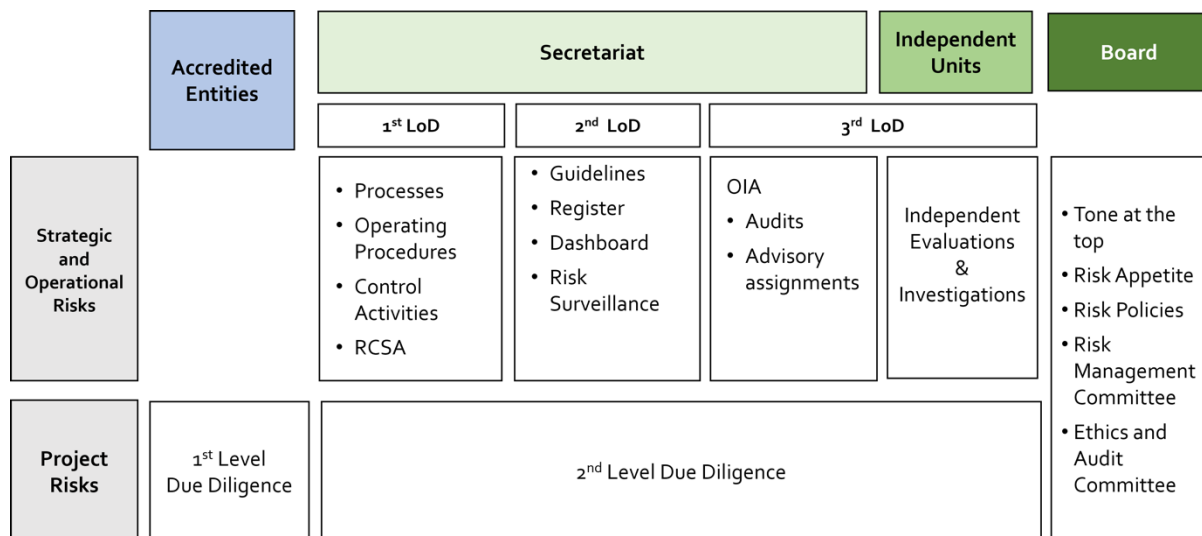 Accredited
Entities
Secretariat
Independent
Units
Board
1st LoD
2nd LoD
3rd LoD
Strategic
and
Operational
Risks
• Processes
• Operating
Procedures
• Control
Activities
• RCSA
• Guidelines
• Register
• Dashboard
• Risk
Surveillance
OIA
• Audits
• Advisory
assignments
Independent
Evaluations
&
Investigations
• Tone at the
top
• Risk Appetite
• Risk Policies
• Risk
Management
Committee
• Ethics and
Audit
Committee
Project
Risks
1st Level
Due Diligence
2nd Level Due Diligence